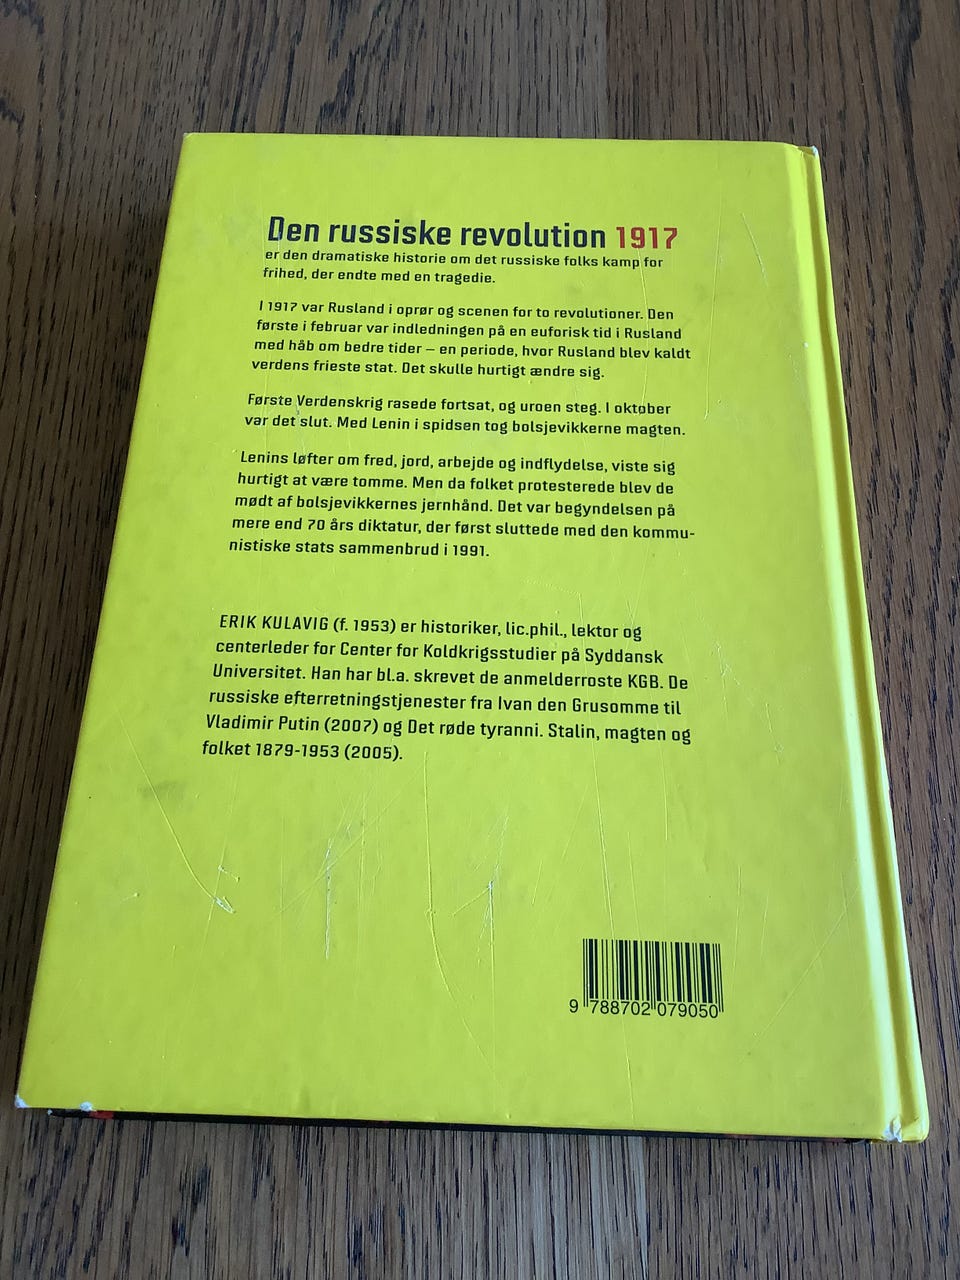 Den russiske revolution 1917
er den dramatiske historie om det russiske folks kamp for
frihed, der endte med en tragedie.
I 1917 var Rusland i oprør og scenen for to revolutioner. Den
første i februar var indledningen på en euforisk tid i Rusland
med håb om bedre tider – en periode, hvor Rusland blev kaldt
verdens frieste stat. Det skulle hurtigt ændre sig.
Første Verdenskrig rasede fortsat, og uroen steg. I oktober
var det slut. Med Lenin i spidsen tog bolsjevikkerne magten.
Lenins løfter om fred, jord, arbejde og indflydelse, viste sig
hurtigt at være tomme. Men da folket protesterede blev de
mødt af bolsjevikkernes jernhånd. Det var begyndelsen på
mere end 70 års diktatur, der først sluttede med den kommu-
nistiske stats sammenbrud i 1991.
ERIK KULAVIG (f. 1953) er historiker, lic.phil., lektor og
centerleder for Center for Koldkrigsstudier på Syddansk
Universitet. Han har bl.a. skrevet de anmelderroste KGB. De
russiske efterretningstjenester fra Ivan den Grusomme til
Vladimir Putin (2007) og Det røde tyranni. Stalin, magten og
folket 1879-1953 (2005).
9 788702 079050